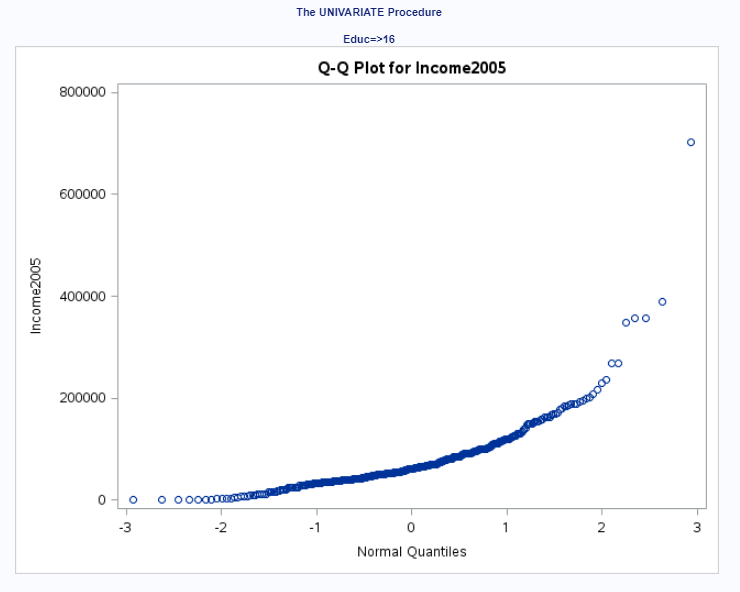 The UNIVARIATE Procedure
Educ=>16
Q-Q Plot for Income2005
800000
600000
400000
200000
0
Income2005
-3 -2 -1 0 1 2 3
Normal Quantiles